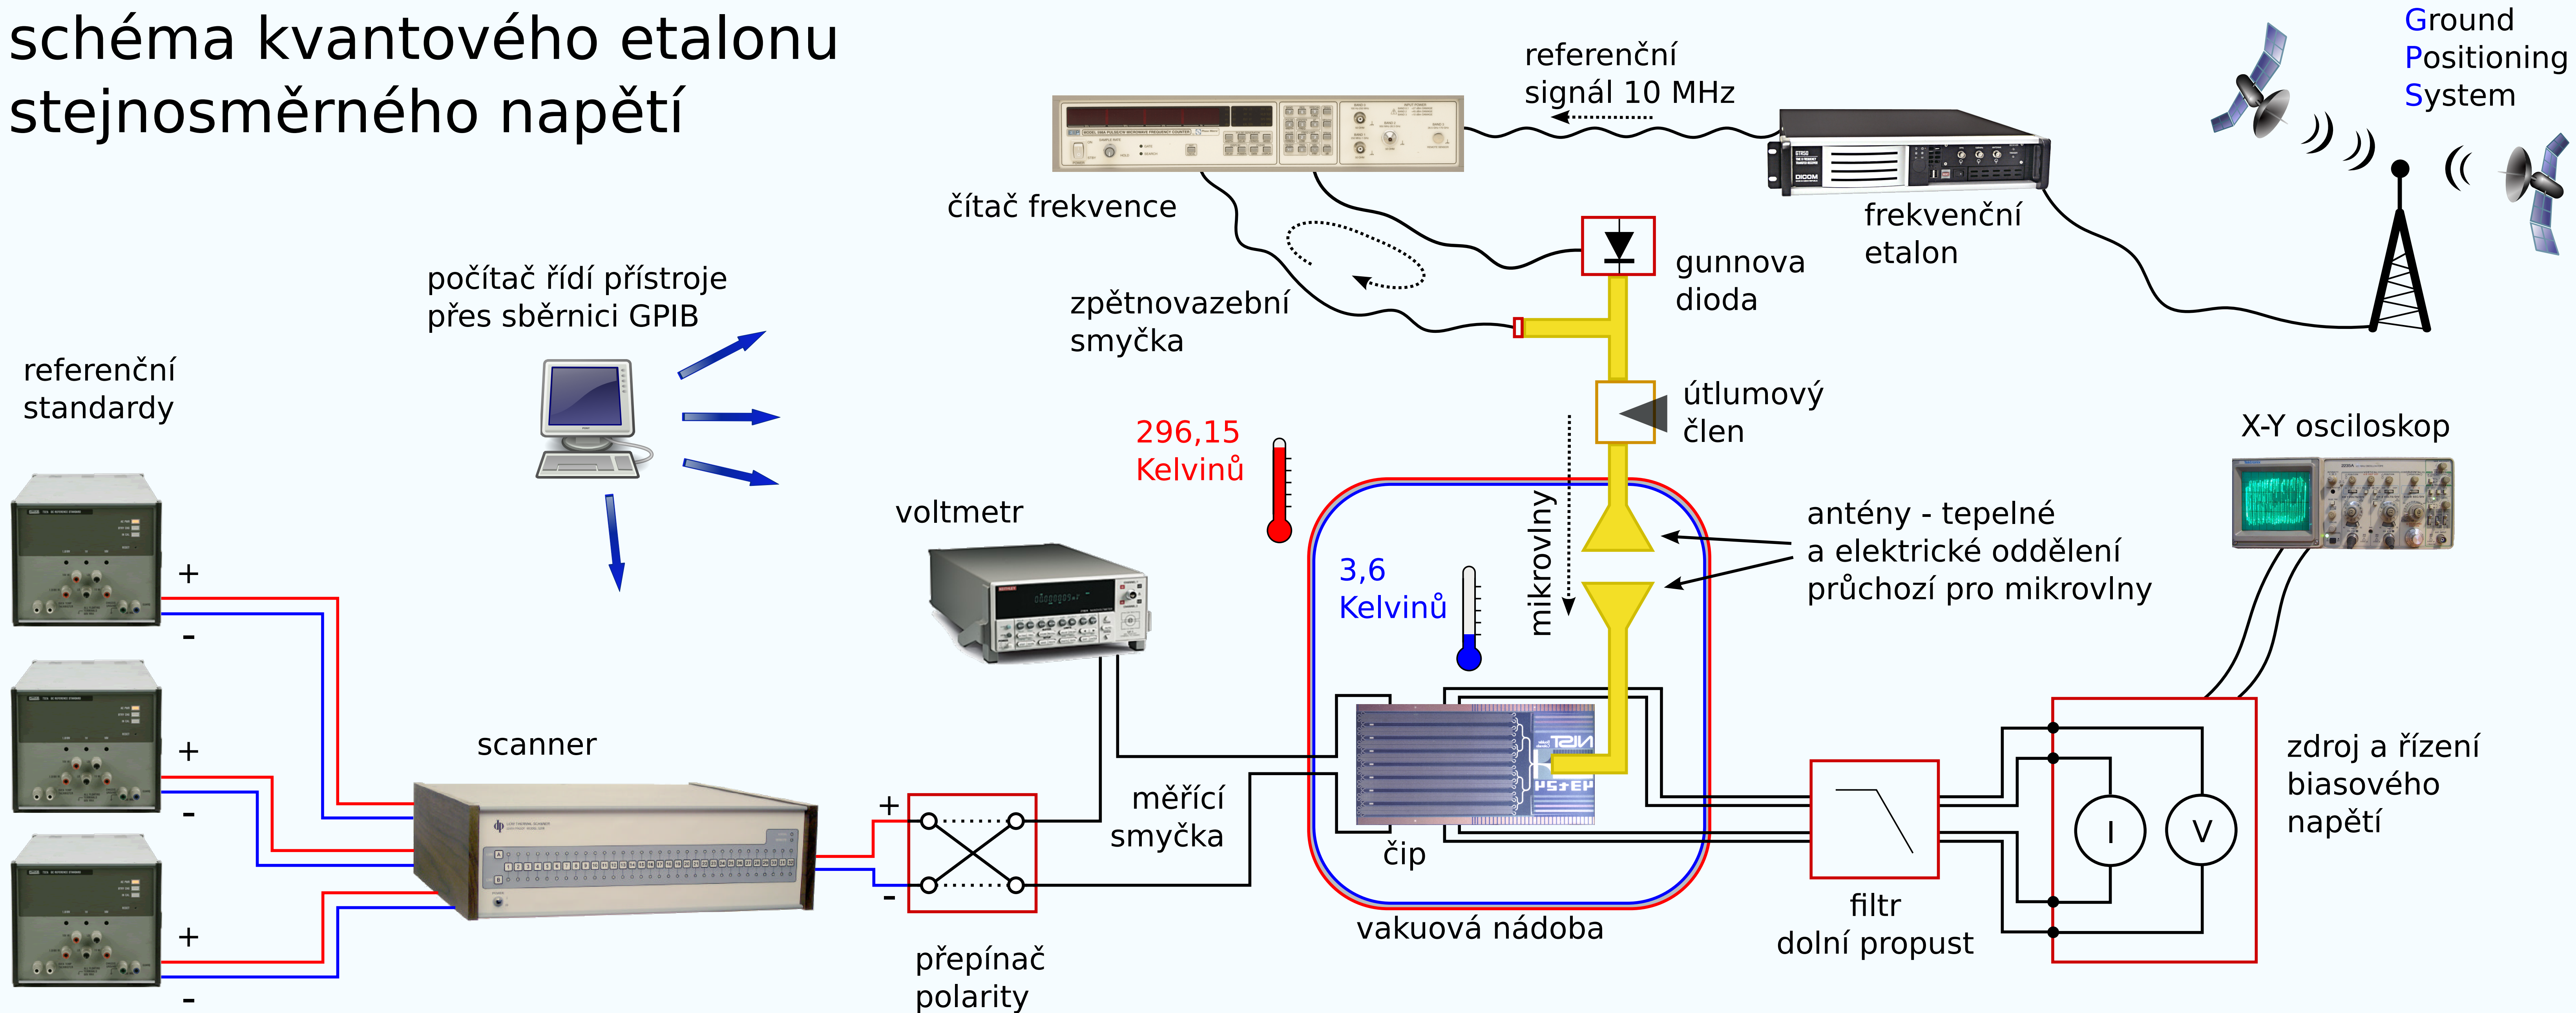 schéma kvantového etalonu
stejnosměrného napětí
referenční
signál 10 MHz
Ground
Positioning
System
čítač frekvence
frekvenční
etalon
gunnova
dioda
zpětnovazební
smyčka
počítač řídí přístroje
přes sběrnici GPIB
referenční
standardy
útlumový
člen
296,15
Kelvinů
X-Y osciloskop
voltmetr
mikrovlny
antény - tepelné
a elektrické oddělení
průchozí pro mikrovlny
3,6
Kelvinů
+
-
+
-
+
-
scanner
+
-
měřící
smyčka
NIST
čip
vakuová nádoba
přepínač
polarity
filtr
dolní propust
I
V
zdroj a řízení
biasového
napětí